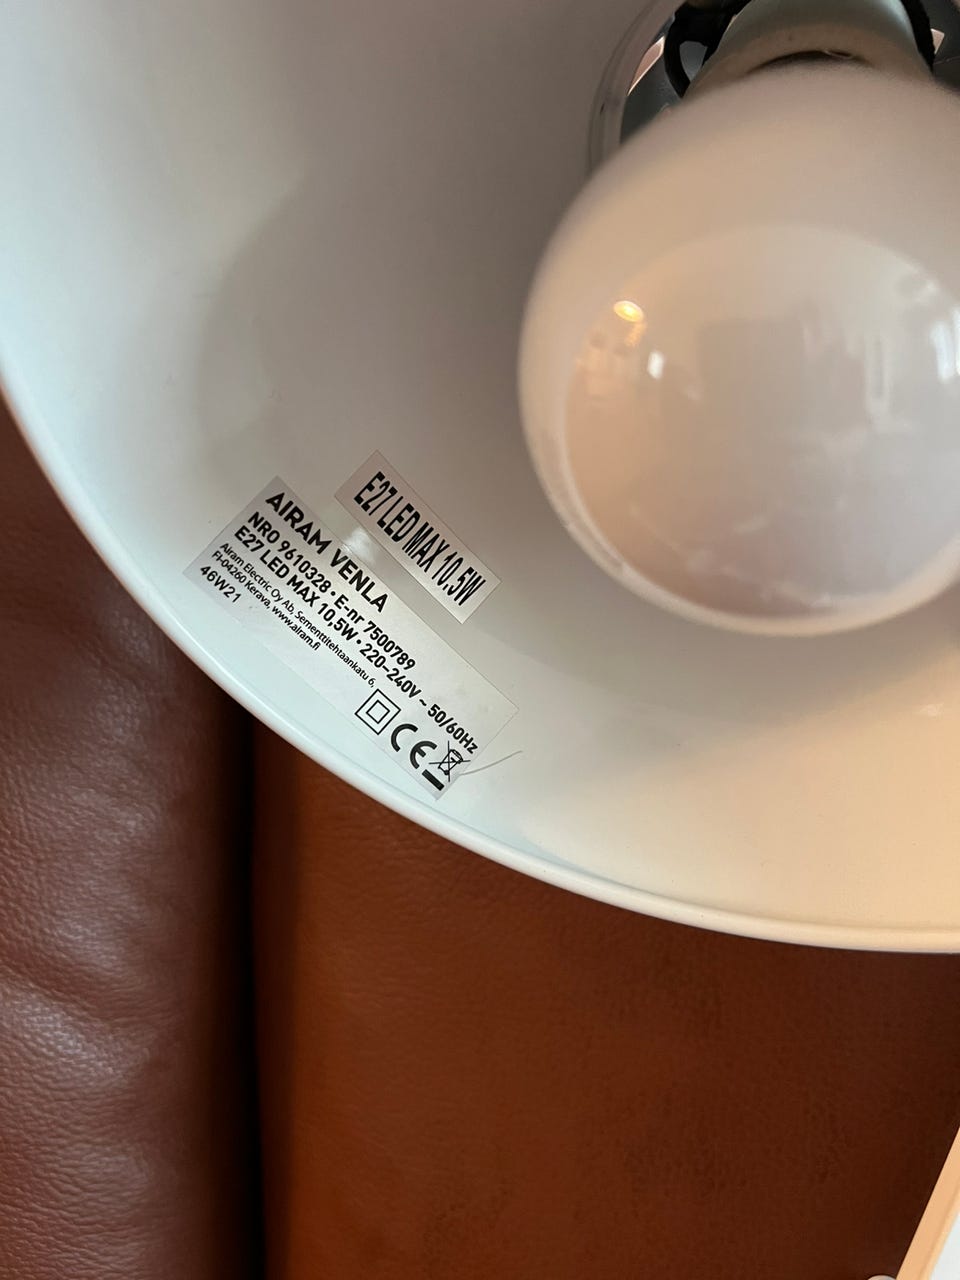 E27 LED MAX 10.5W
AIRAM VENLA
NRO 9610328 • E-nr 7500789
E27 LED MAX 10,5W • 220-240V ~ 50/60Hz
Airam Electric Oy Ab, Sementtitehtaankatu 6,
FI-04260 Kerava, www.airam.fi
46W21
CE